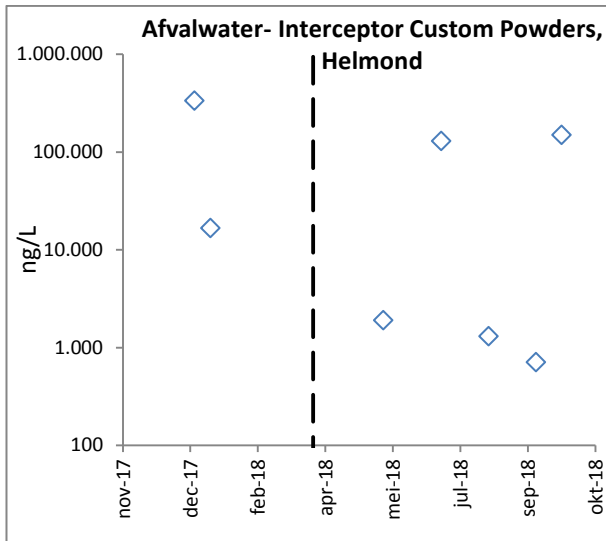 Afvalwater- Interceptor Custom Powders,
Helmond
1.000.000
100.000
10.000
1.000
100
ng/L
nov-17
dec-17
feb-18
apr-18
mei-18
jul-18
sep-18
okt-18